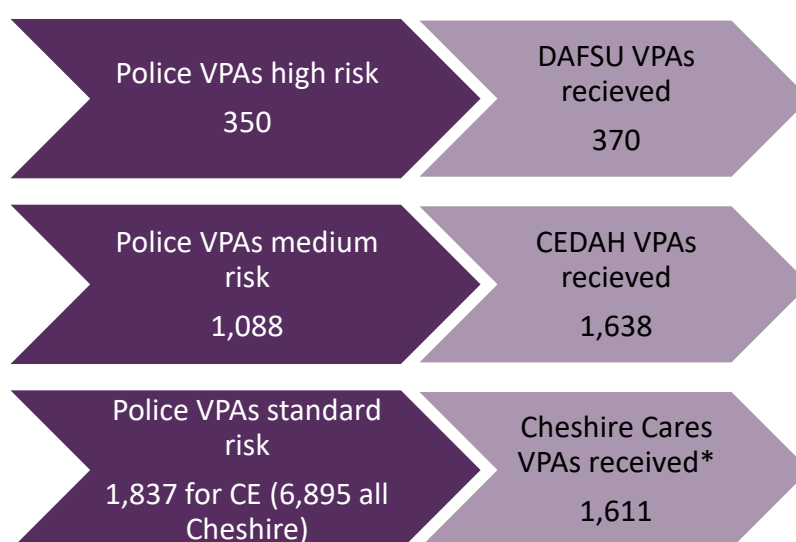 Police VPAs high risk
350
DAFSU VPAs
recieved
370
Police VPAs medium
risk
1,088
CEDAH VPAs
recieved
1,638
Police VPAs standard
risk
1,837 for CE (6,895 all
Cheshire)
Cheshire Cares
VPAs received*
1,611